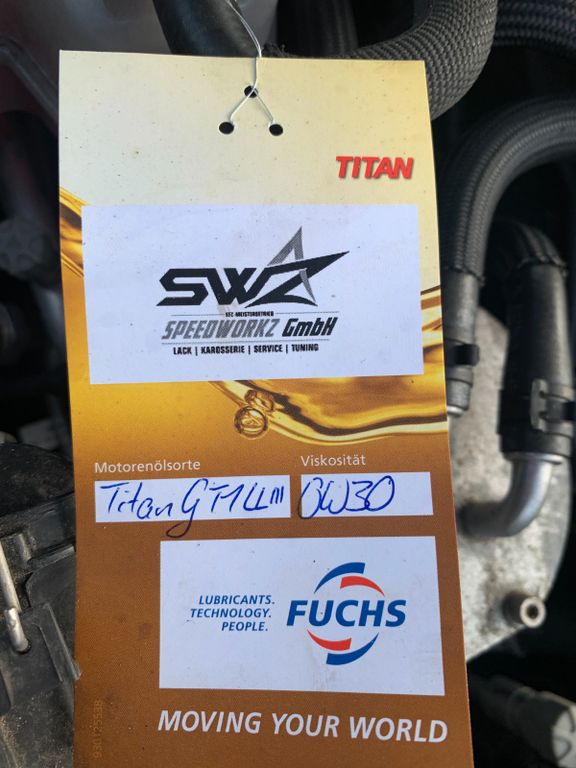 TITAN
SWZ
KFZ-MEISTERBETRIEB
SPEEDWORKZ GmbH
LACK | KAROSSERIE | SERVICE | TUNING
Motorenölsorte
Viskosität
Titan GT1 LL III
0W30
LUBRICANTS.
TECHNOLOGY.
PEOPLE.
FUCHS
MOVING YOUR WORLD